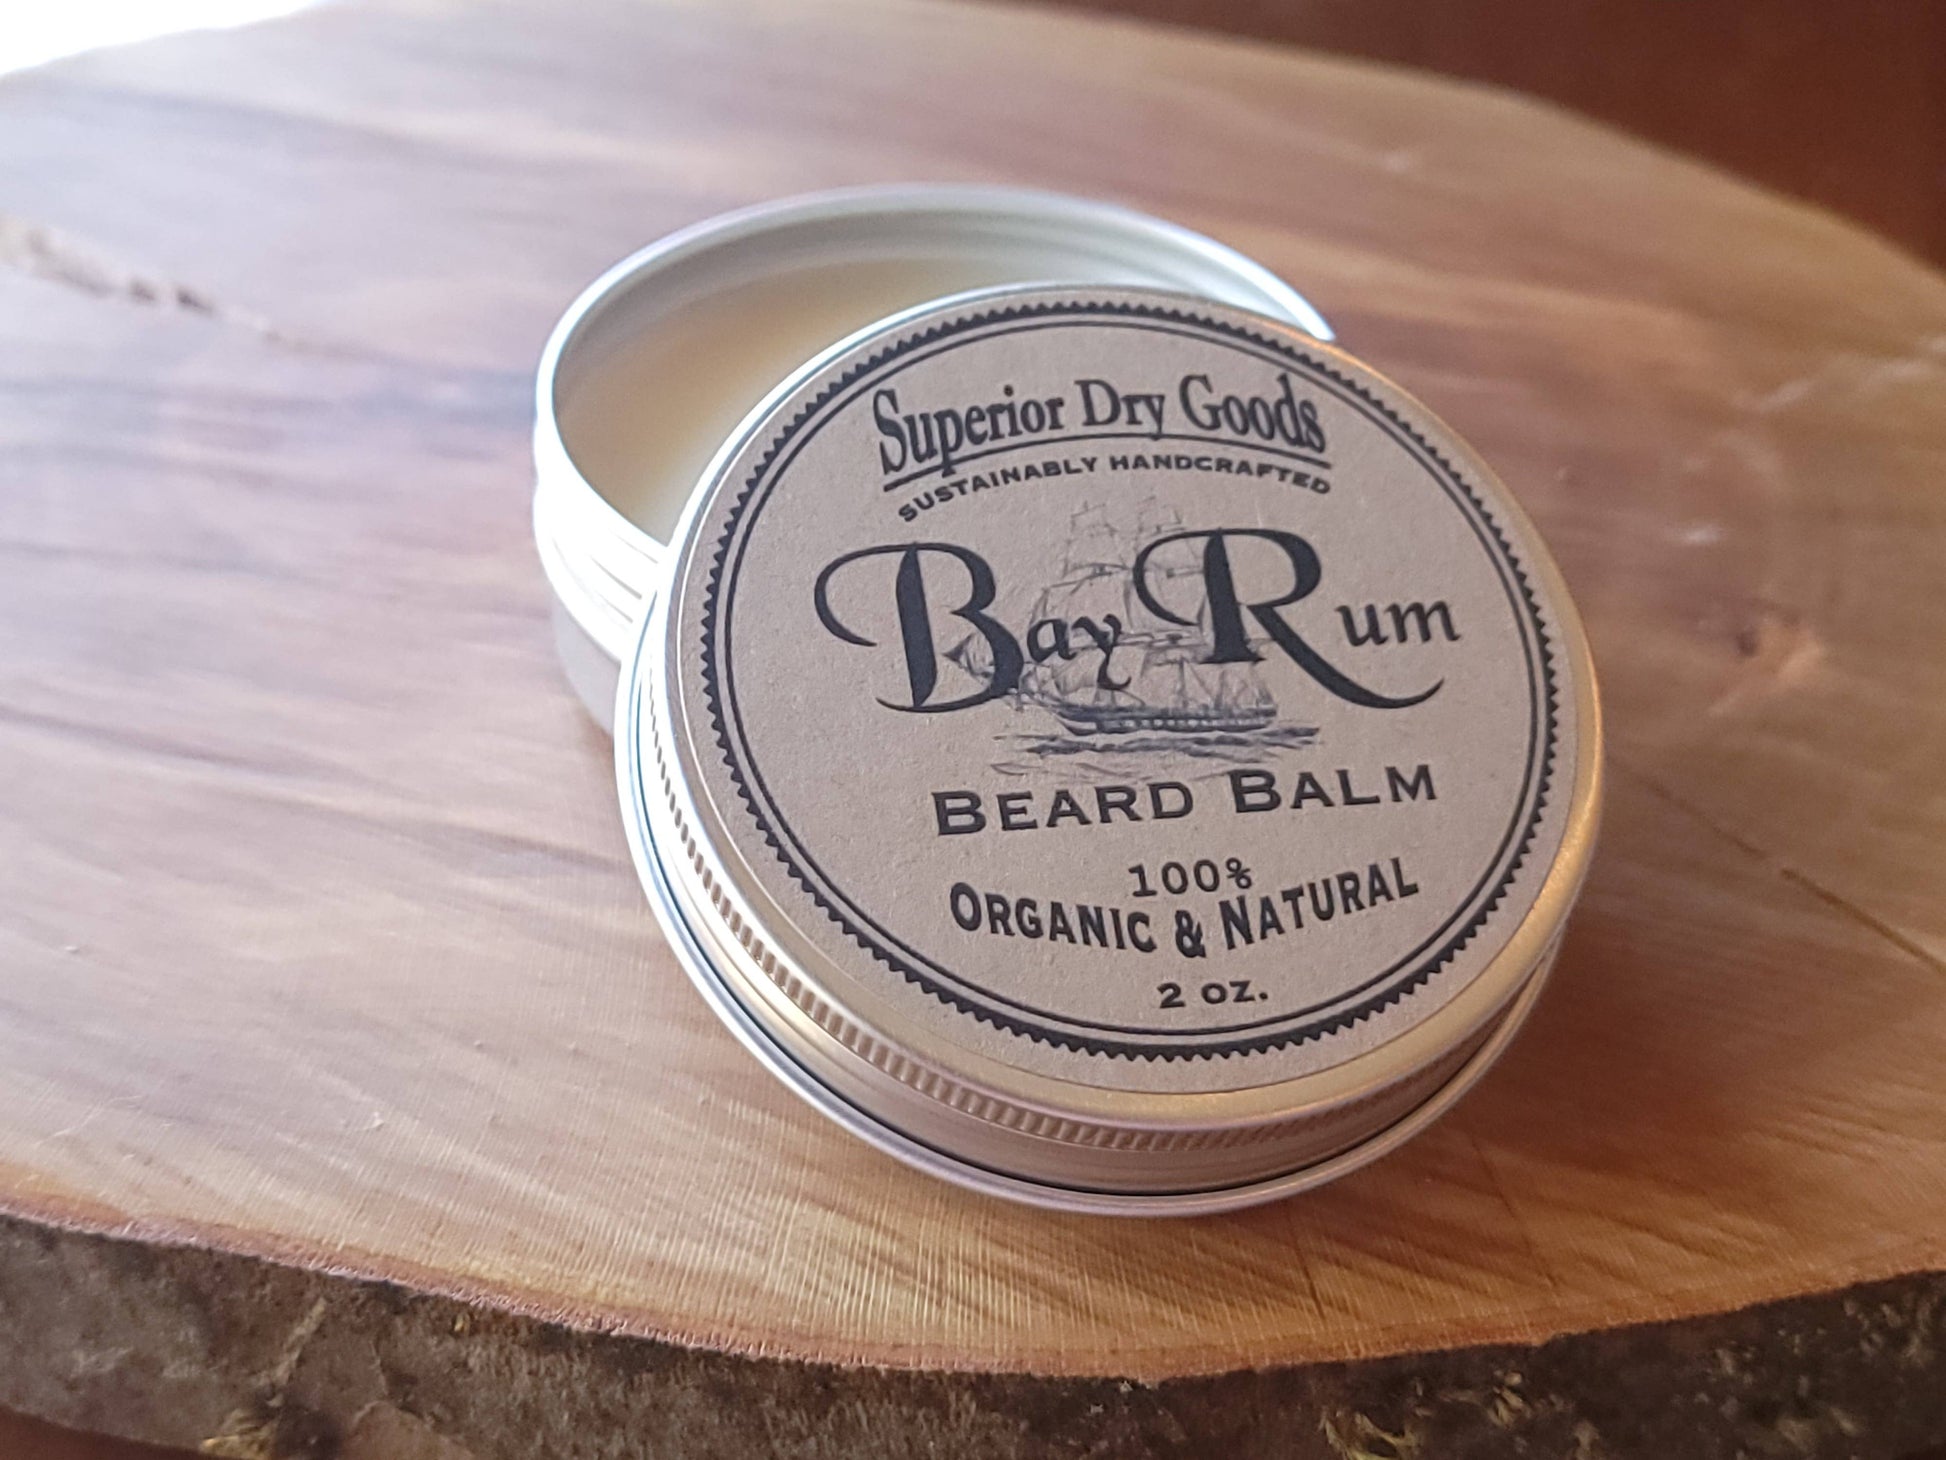 Superior Dry Goods
SUSTAINABLY HANDCRAFTED
Bay Rum
BEARD BALM
100%
ORGANIC & NATURAL
2 OZ.